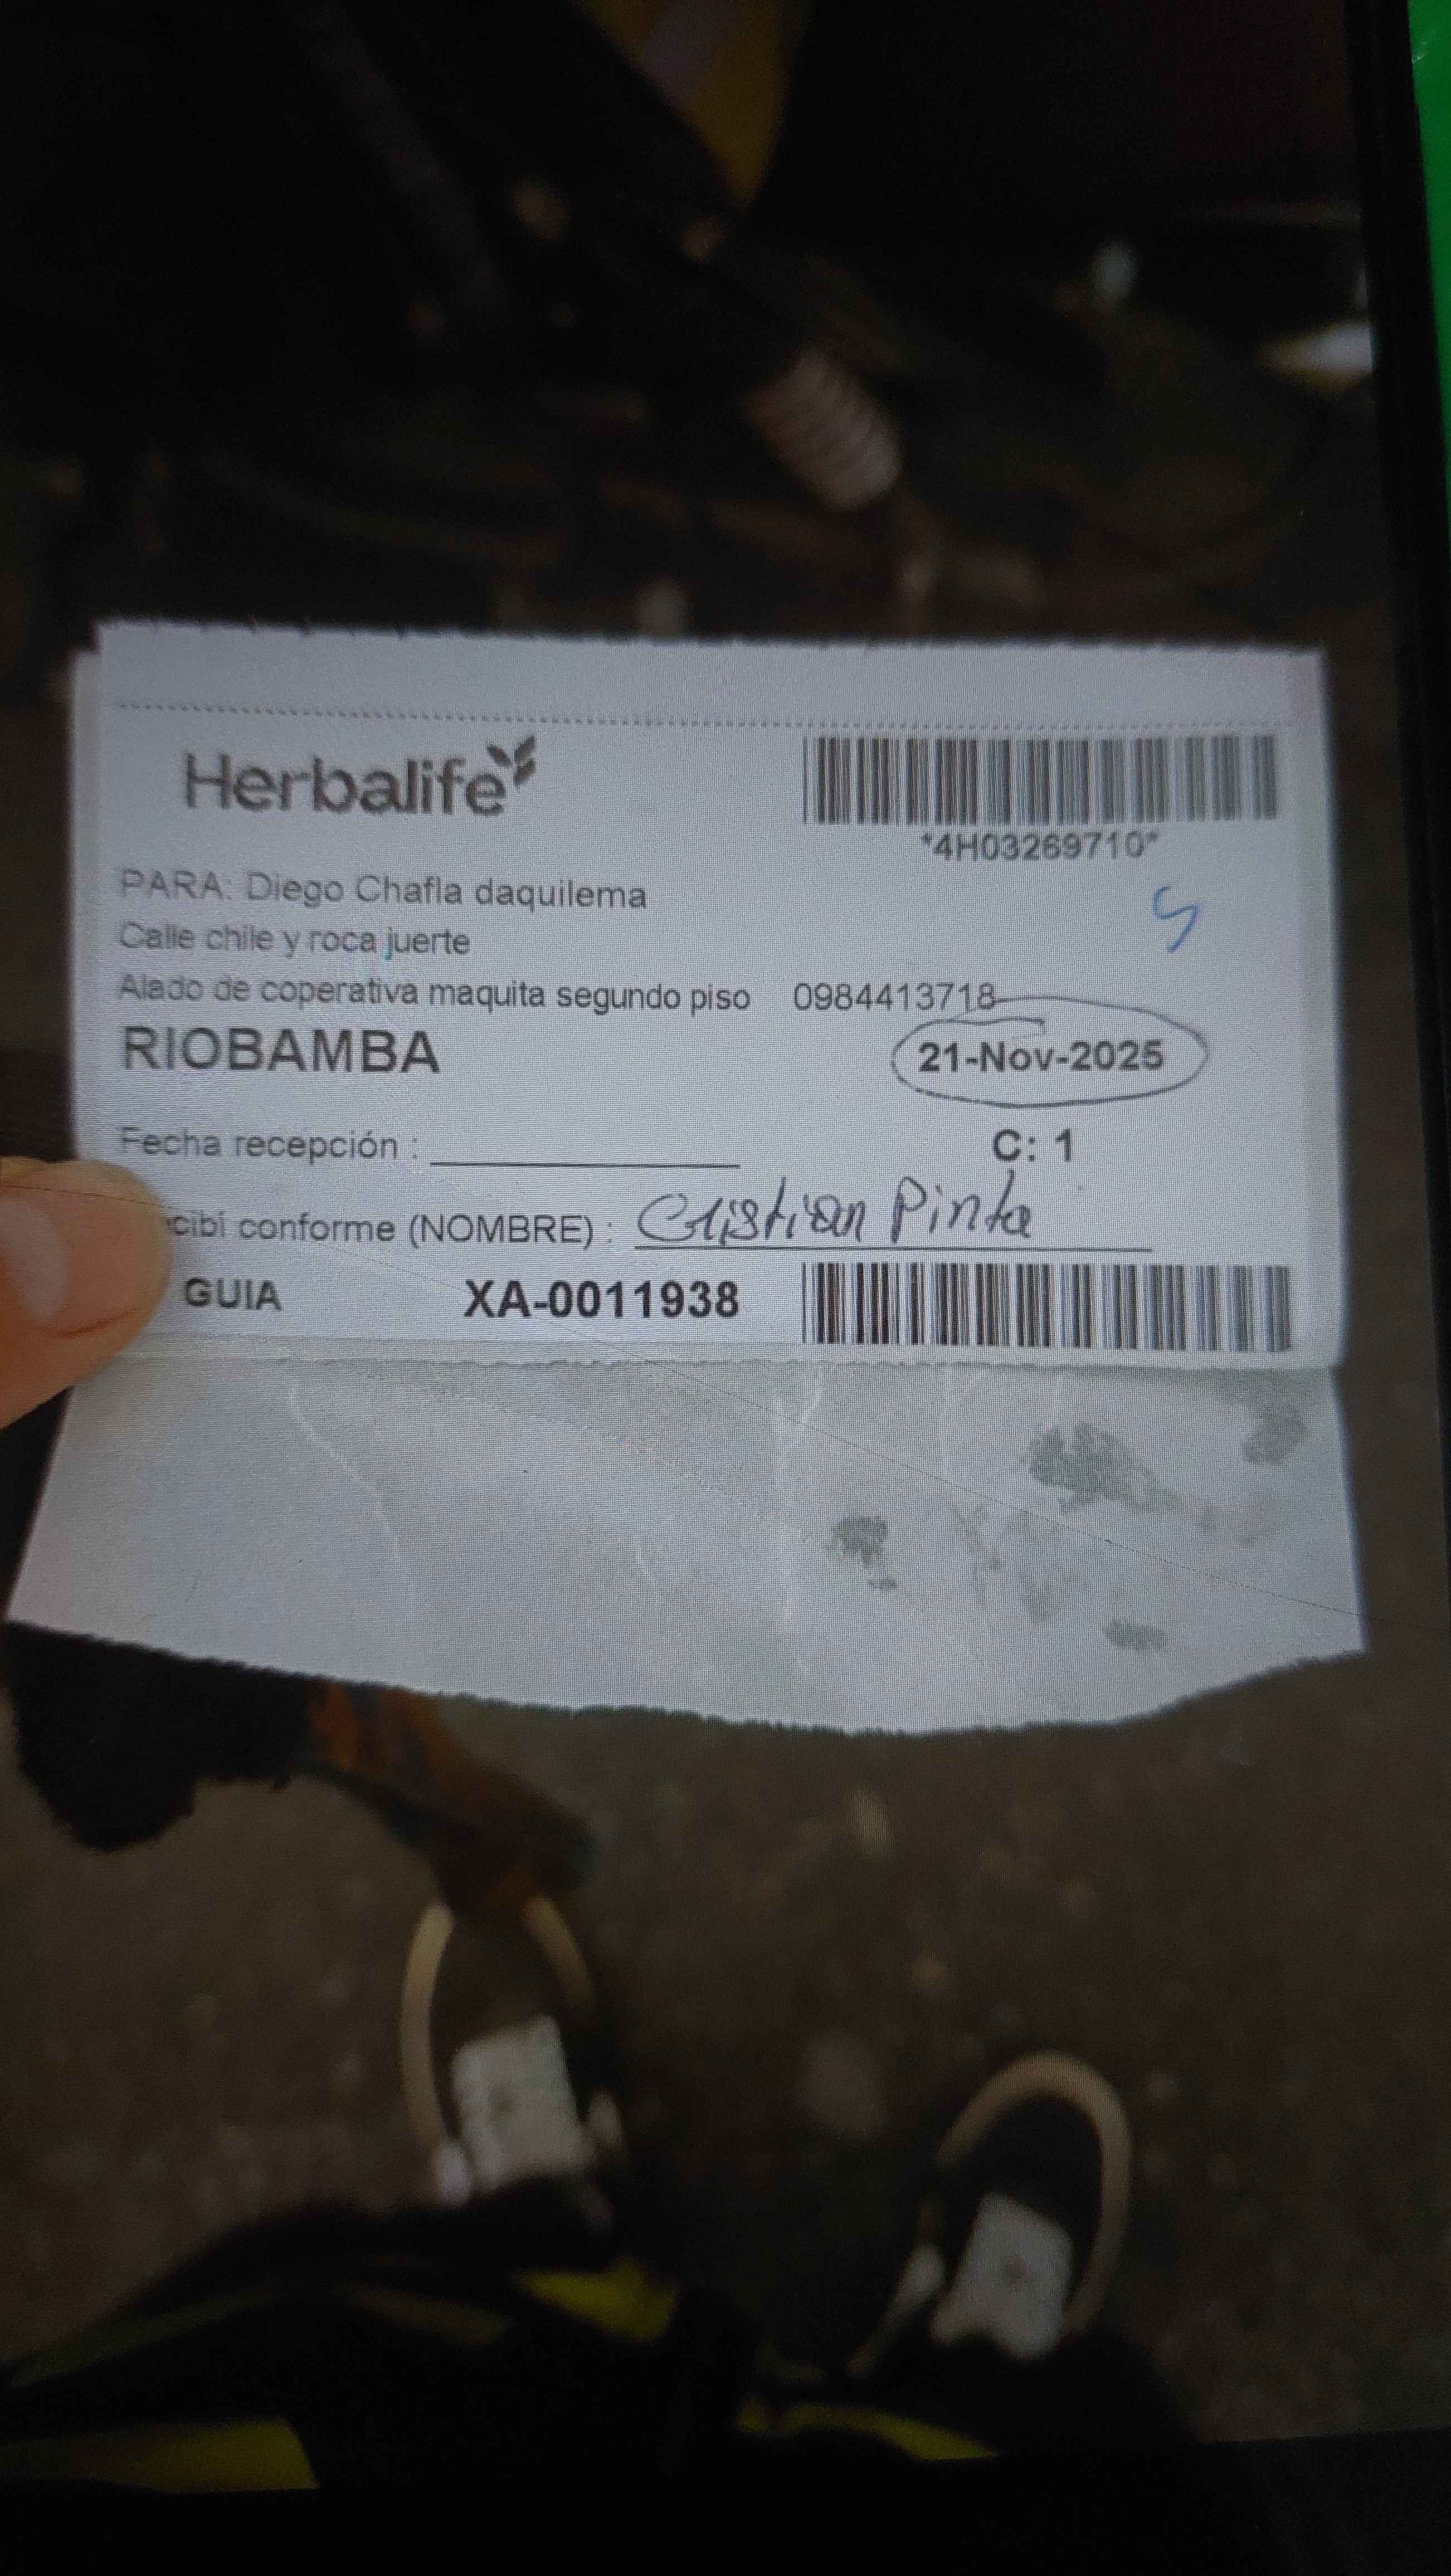 Herbalife
*4H03269710*
PARA: Diego Chafla daquilema
Calle chile y roca juerte
Alado de coperativa maquita segundo piso 0984413718
RIOBAMBA 21-Nov-2025
Fecha recepción :
C: 1
cibí conforme (NOMBRE) : Cristian Pinta
GUIA XA-0011938